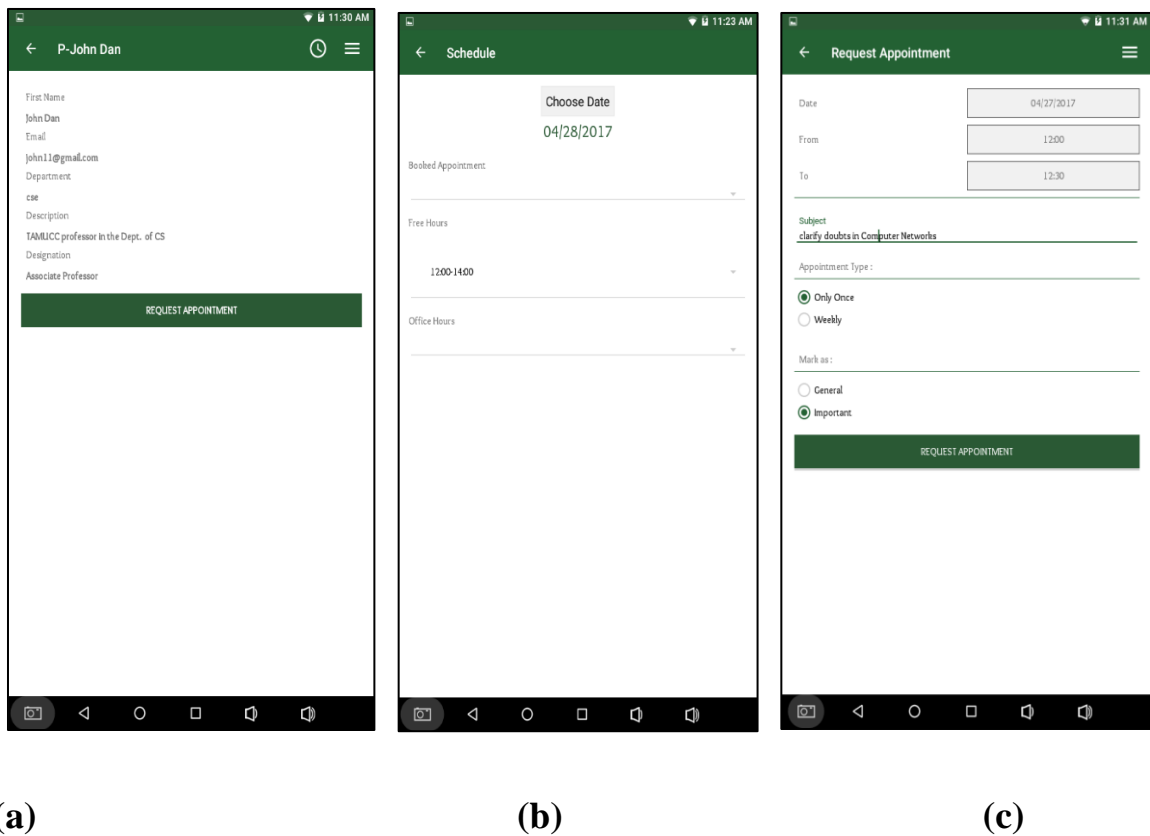 11:30 AM
P-John Dan
First Name
John Dan
Email
john11@gmail.com
Department
cse
Description
TAMUCC professor in the Dept. of CS
Designation
Associate Professor
REQUEST APPOINTMENT
(a)
11:23 AM
Schedule
Choose Date
04/28/2017
Booked Appointment
Free Hours
12:00-14:00
Office Hours
(b)
11:31 AM
Request Appointment
Date 04/27/2017
From 12:00
To 12:30
Subject
clarify doubts in Computer Networks
Appointment Type :
Only Once
Weekly
Mark as :
General
Important
REQUEST APPOINTMENT
(c)